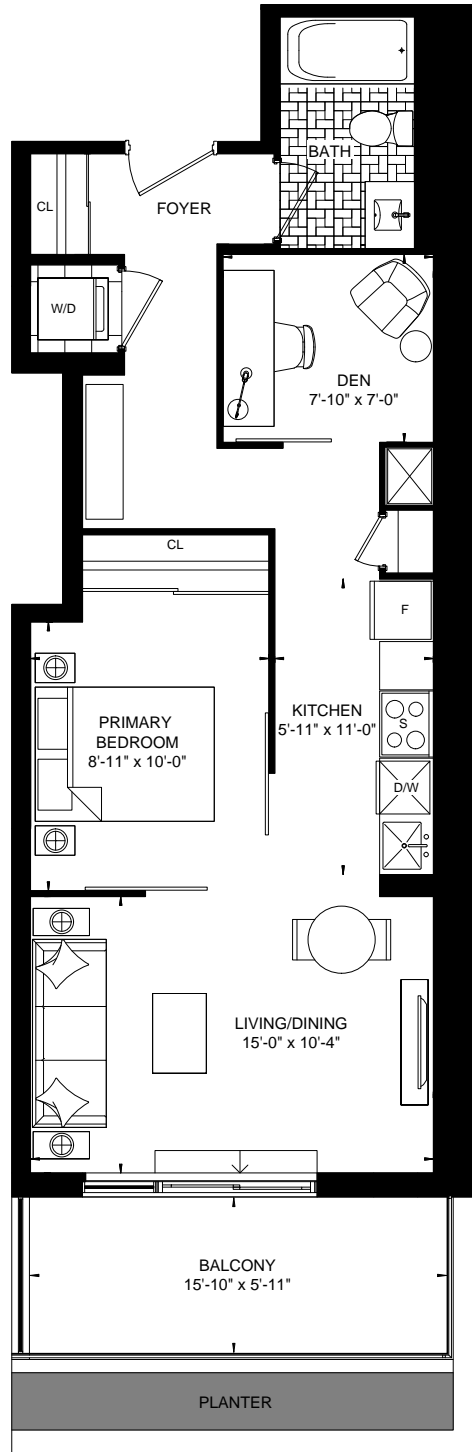 BATH
CL
FOYER
W/D
DEN
7'-10" x 7'-0"
CL
F
KITCHEN
5'-11" x 11'-0"
S
PRIMARY
BEDROOM
8'-11" x 10'-0"
D/W
LIVING/DINING
15'-0" x 10'-4"
BALCONY
15'-10" x 5'-11"
PLANTER